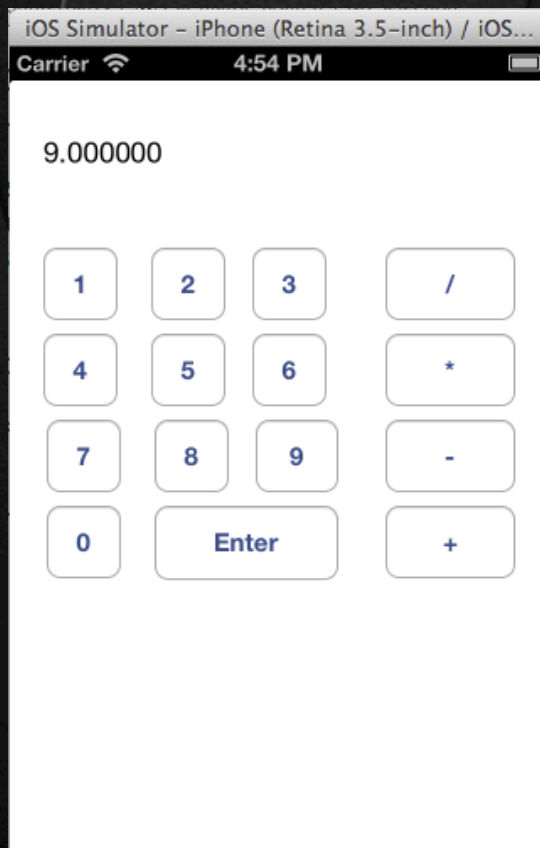 iOS Simulator – iPhone (Retina 3.5–inch) / iOS...
Carrier 4:54 PM
9.000000
1 2 3 /
4 5 6 *
7 8 9 -
0 Enter +